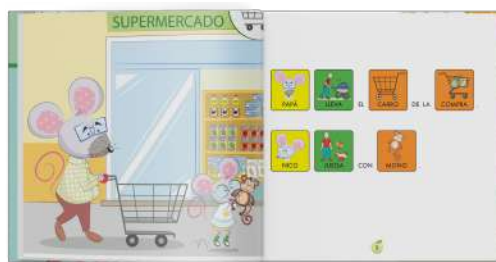 SUPERMERCADO
PAPÁ LLEVA EL CARRO DE LA COMPRA.
NICO JUEGA CON MONO.